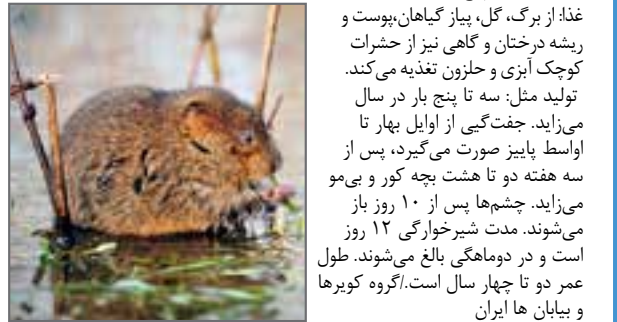 غذا: از برگ، گل، پیاز گیاهان،پوست و
ریشه درختان و گاهی نیز از حشرات
کوچک آبزی و حلزون تغذیه می‌کند.
تولید مثل: سه تا پنج بار در سال
می‌زاید. جفت‌گیی از اوایل بهار تا
اواسط پاییز صورت می‌گیرد، پس از
سه هفته دو تا هشت بچه کور و بی‌مو
می‌زاید. چشم‌ها پس از ۱۰ روز باز
می‌شوند. مدت شیرخوارگی ۱۲ روز
است و در دوماهگی بالغ می‌شوند. طول
عمر دو تا چهار سال است./گروه کویرها
و بیابان ها ایران